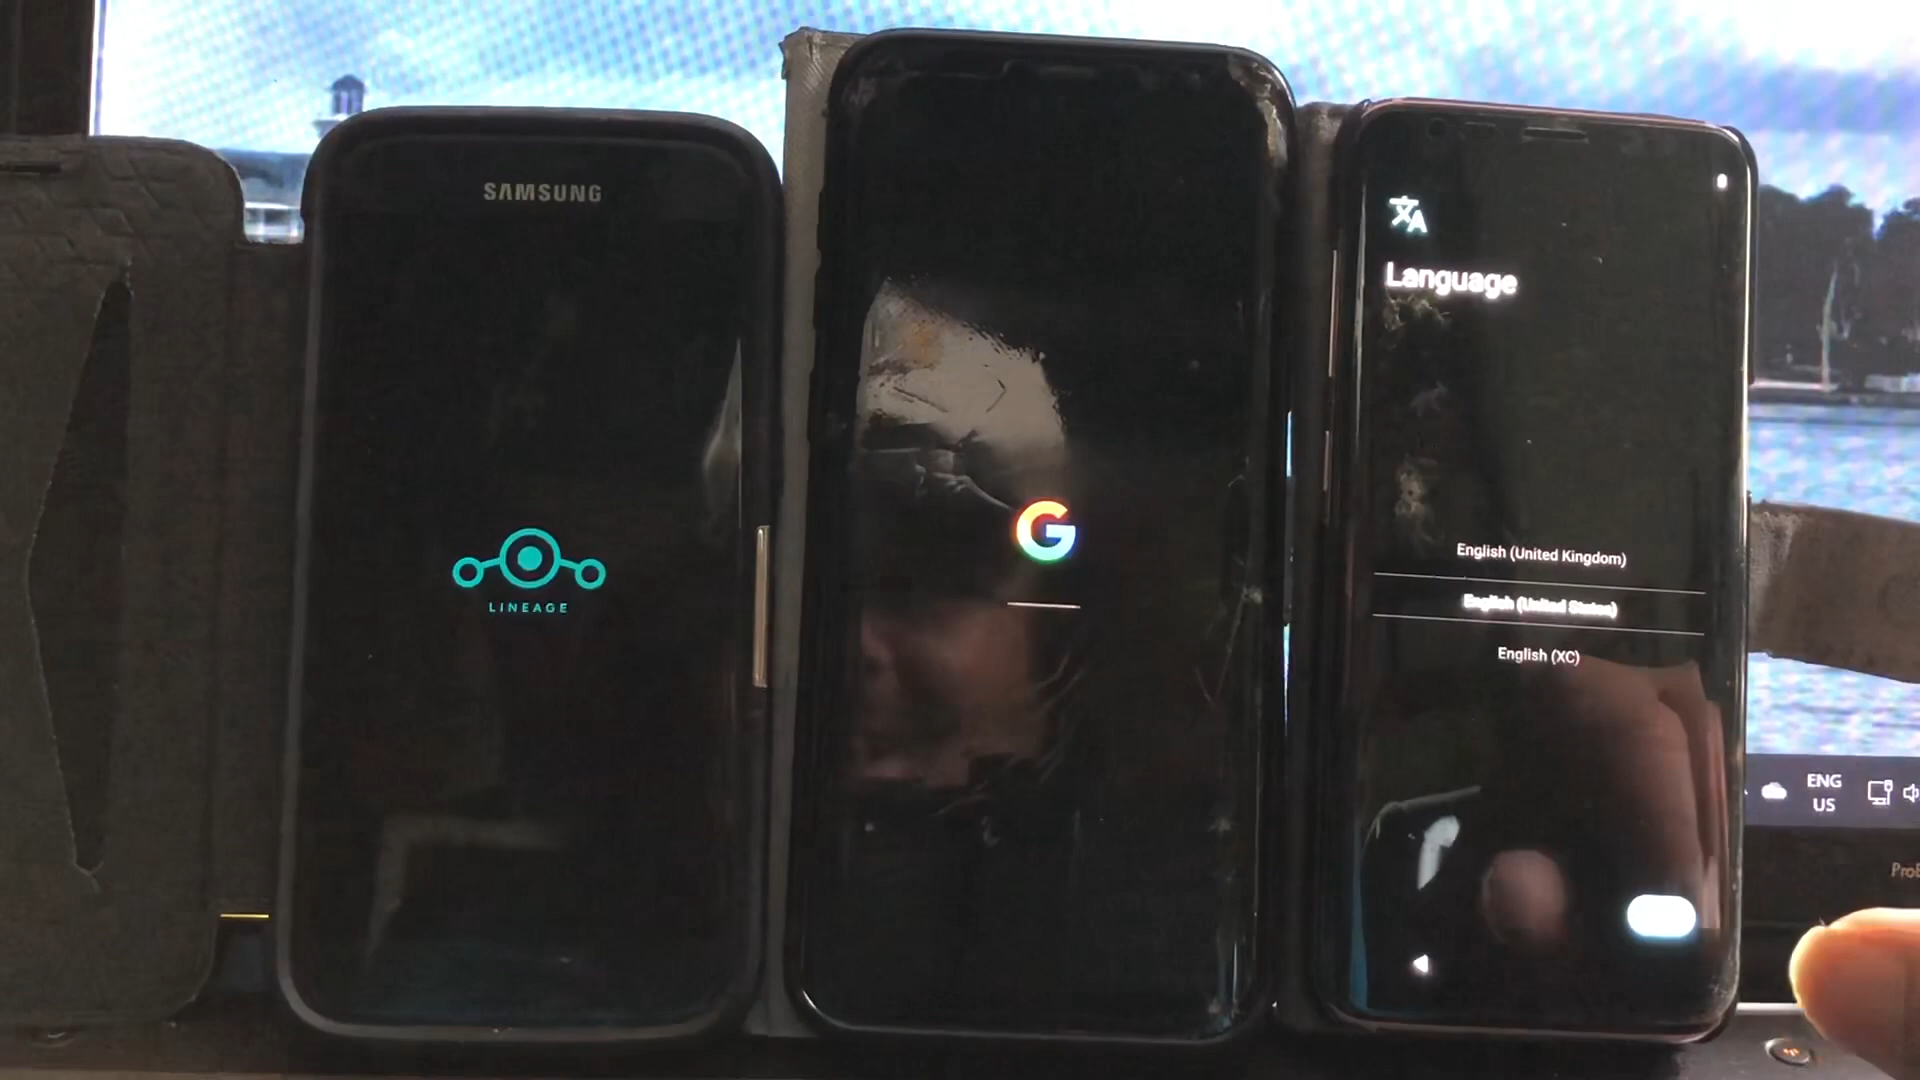 SAMSUNG
LINEAGE
G
Language
English (United Kingdom)
English (United States)
English (XC)
ENG
US